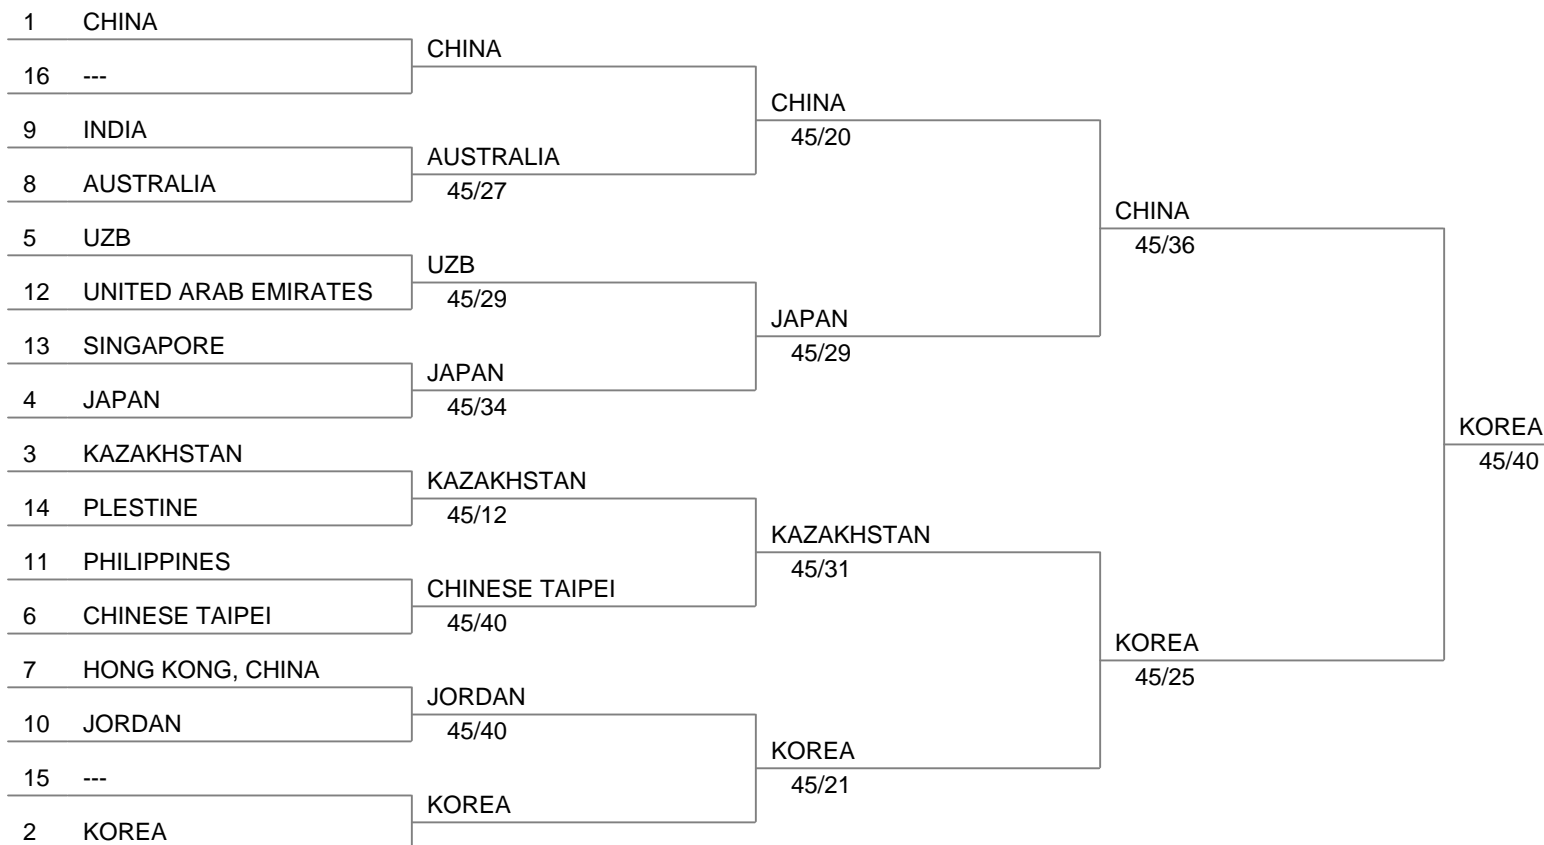 1 CHINA
16 ---
9 INDIA
8 AUSTRALIA
5 UZB
12 UNITED ARAB EMIRATES
13 SINGAPORE
4 JAPAN
3 KAZAKHSTAN
14 PLESTINE
11 PHILIPPINES
6 CHINESE TAIPEI
7 HONG KONG, CHINA
10 JORDAN
15 ---
2 KOREA
CHINA
AUSTRALIA
45/27
UZB
45/29
JAPAN
45/34
KAZAKHSTAN
45/12
CHINESE TAIPEI
45/40
JORDAN
45/40
KOREA
CHINA
45/20
JAPAN
45/29
KAZAKHSTAN
45/31
KOREA
45/21
CHINA
45/36
KOREA
45/25
KOREA
45/40